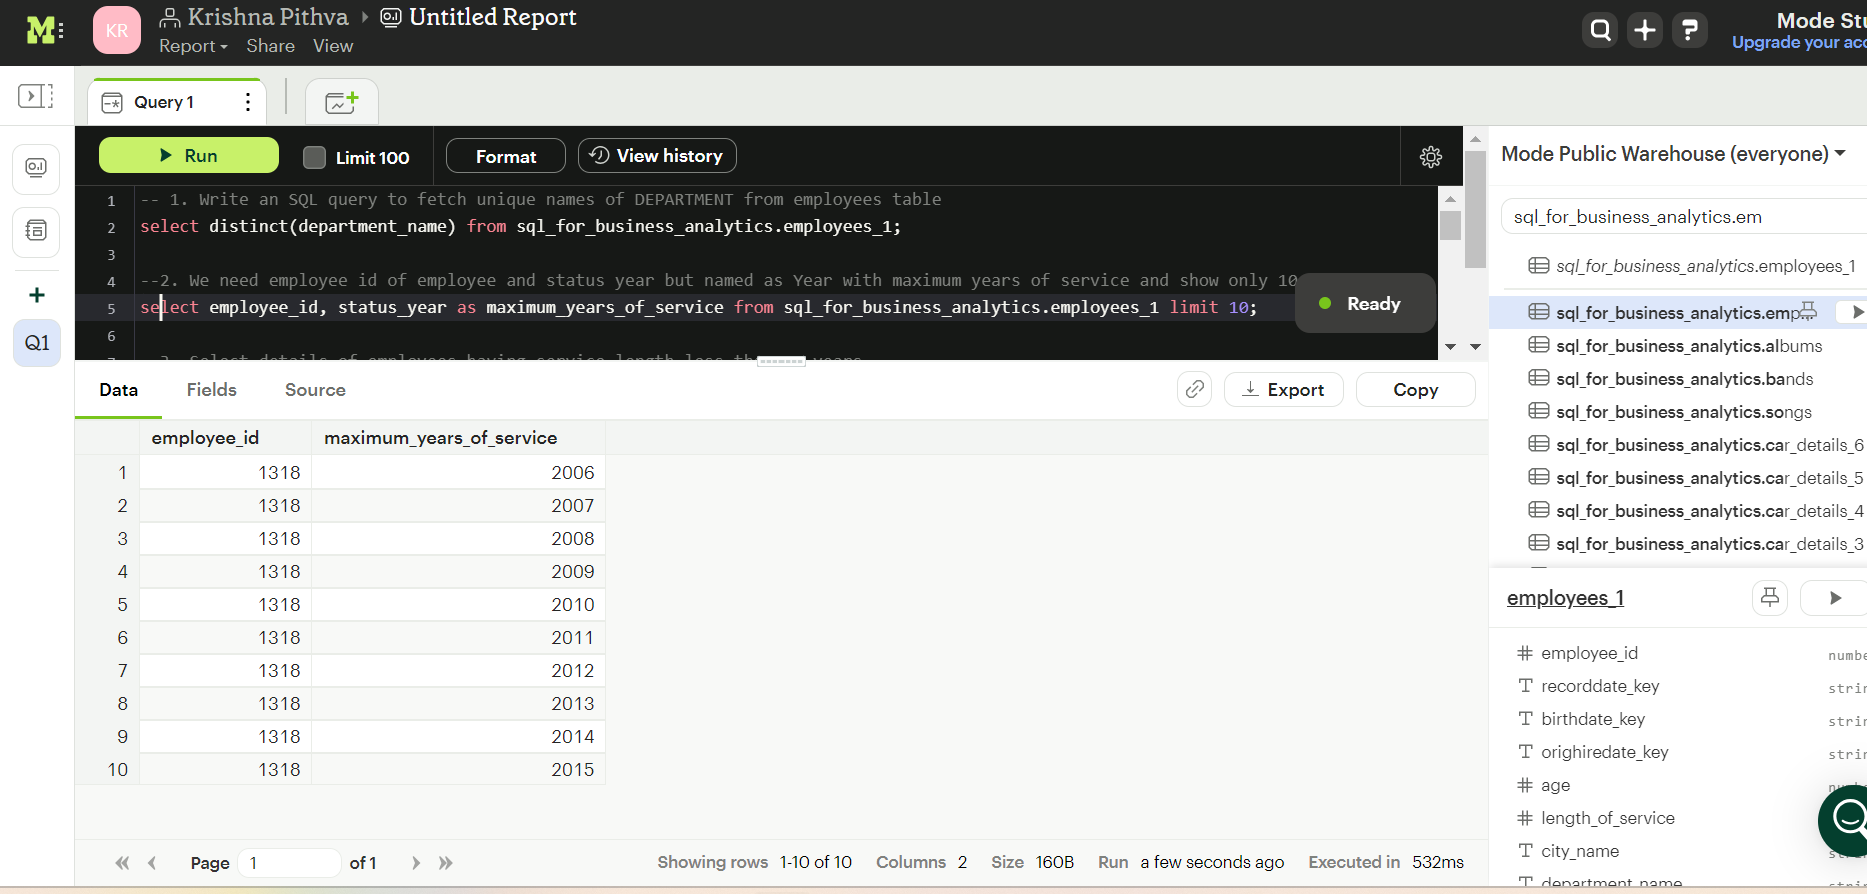 M
KR
Krishna Pithva
Untitled Report
Report Share View
Mode
Upgrade your
Query 1
Run
Limit 100
Format
View history
Mode Public Warehouse (everyone)
1 -- 1. Write an SQL query to fetch unique names of DEPARTMENT from employees table
2 select distinct(department_name) from sql_for_business_analytics.employees_1;
3
4 --2. We need employee id of employee and status year but named as Year with maximum years of service and show only 10
5 select employee_id, status_year as maximum_years_of_service from sql_for_business_analytics.employees_1 limit 10;
6
Ready
Q1
sql_for_business_analytics.em
sql_for_business_analytics.employees_1
sql_for_business_analytics.emp
sql_for_business_analytics.albums
sql_for_business_analytics.bands
sql_for_business_analytics.songs
sql_for_business_analytics.car_details_6
sql_for_business_analytics.car_details_5
sql_for_business_analytics.car_details_4
sql_for_business_analytics.car_details_3
Data Fields Source
Export
Copy
employee_id maximum_years_of_service
1 1318 2006
2 1318 2007
3 1318 2008
4 1318 2009
5 1318 2010
6 1318 2011
7 1318 2012
8 1318 2013
9 1318 2014
10 1318 2015
employees_1
employee_id
recorddate_key
birthdate_key
orighiredate_key
age
length_of_service
city_name
department_name
Page 1 of 1
Showing rows 1-10 of 10 Columns 2 Size 160B Run a few seconds ago Executed in 532ms